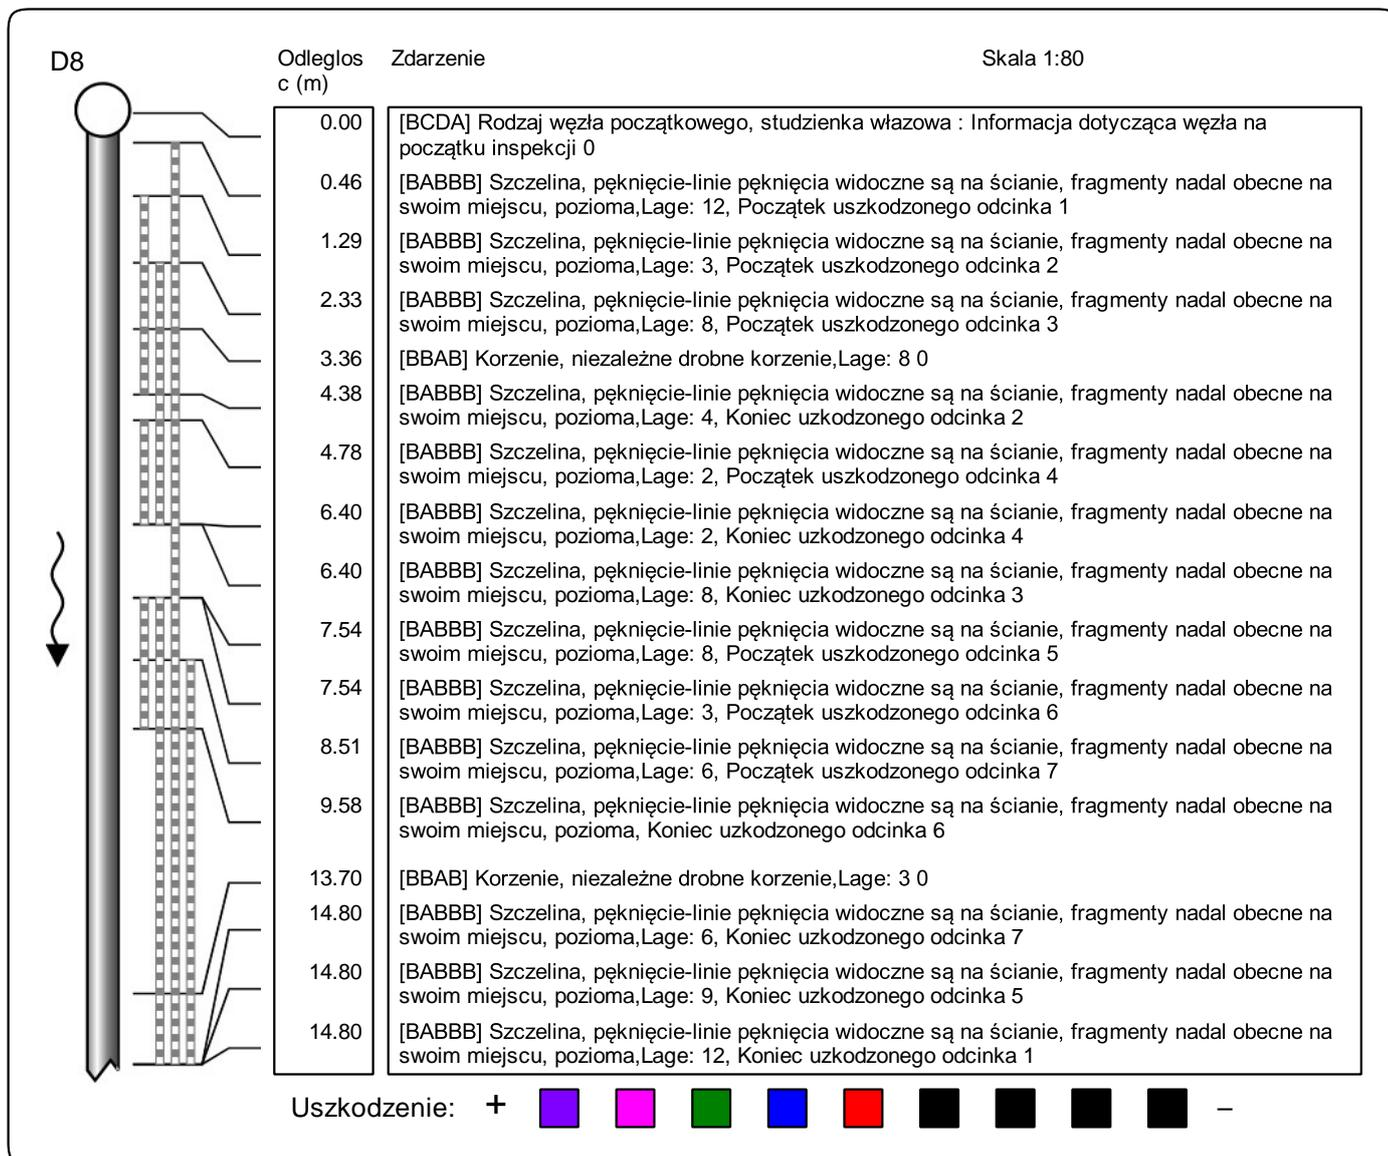 D8
Odleglos
c (m)
Zdarzenie
Skala 1:80
0.00 [BCDA] Rodzaj węzła początkowego, studzienka włazowa : Informacja dotycząca węzła na
początku inspekcji 0
0.46 [BABBB] Szczelina, pęknięcie-linie pęknięcia widoczne są na ścianie, fragmenty nadal obecne na
swoim miejscu, pozioma,Lage: 12, Początek uszkodzonego odcinka 1
1.29 [BABBB] Szczelina, pęknięcie-linie pęknięcia widoczne są na ścianie, fragmenty nadal obecne na
swoim miejscu, pozioma,Lage: 3, Początek uszkodzonego odcinka 2
2.33 [BABBB] Szczelina, pęknięcie-linie pęknięcia widoczne są na ścianie, fragmenty nadal obecne na
swoim miejscu, pozioma,Lage: 8, Początek uszkodzonego odcinka 3
3.36 [BBAB] Korzenie, niezależne drobne korzenie,Lage: 8 0
4.38 [BABBB] Szczelina, pęknięcie-linie pęknięcia widoczne są na ścianie, fragmenty nadal obecne na
swoim miejscu, pozioma,Lage: 4, Koniec uzkodzonego odcinka 2
4.78 [BABBB] Szczelina, pęknięcie-linie pęknięcia widoczne są na ścianie, fragmenty nadal obecne na
swoim miejscu, pozioma,Lage: 2, Początek uszkodzonego odcinka 4
6.40 [BABBB] Szczelina, pęknięcie-linie pęknięcia widoczne są na ścianie, fragmenty nadal obecne na
swoim miejscu, pozioma,Lage: 2, Koniec uzkodzonego odcinka 4
6.40 [BABBB] Szczelina, pęknięcie-linie pęknięcia widoczne są na ścianie, fragmenty nadal obecne na
swoim miejscu, pozioma,Lage: 8, Koniec uzkodzonego odcinka 3
7.54 [BABBB] Szczelina, pęknięcie-linie pęknięcia widoczne są na ścianie, fragmenty nadal obecne na
swoim miejscu, pozioma,Lage: 8, Początek uszkodzonego odcinka 5
7.54 [BABBB] Szczelina, pęknięcie-linie pęknięcia widoczne są na ścianie, fragmenty nadal obecne na
swoim miejscu, pozioma,Lage: 3, Początek uszkodzonego odcinka 6
8.51 [BABBB] Szczelina, pęknięcie-linie pęknięcia widoczne są na ścianie, fragmenty nadal obecne na
swoim miejscu, pozioma,Lage: 6, Początek uszkodzonego odcinka 7
9.58 [BABBB] Szczelina, pęknięcie-linie pęknięcia widoczne są na ścianie, fragmenty nadal obecne na
swoim miejscu, pozioma, Koniec uzkodzonego odcinka 6
13.70 [BBAB] Korzenie, niezależne drobne korzenie,Lage: 3 0
14.80 [BABBB] Szczelina, pęknięcie-linie pęknięcia widoczne są na ścianie, fragmenty nadal obecne na
swoim miejscu, pozioma,Lage: 6, Koniec uzkodzonego odcinka 7
14.80 [BABBB] Szczelina, pęknięcie-linie pęknięcia widoczne są na ścianie, fragmenty nadal obecne na
swoim miejscu, pozioma,Lage: 9, Koniec uzkodzonego odcinka 5
14.80 [BABBB] Szczelina, pęknięcie-linie pęknięcia widoczne są na ścianie, fragmenty nadal obecne na
swoim miejscu, pozioma,Lage: 12, Koniec uzkodzonego odcinka 1
Uszkodzenie: + –